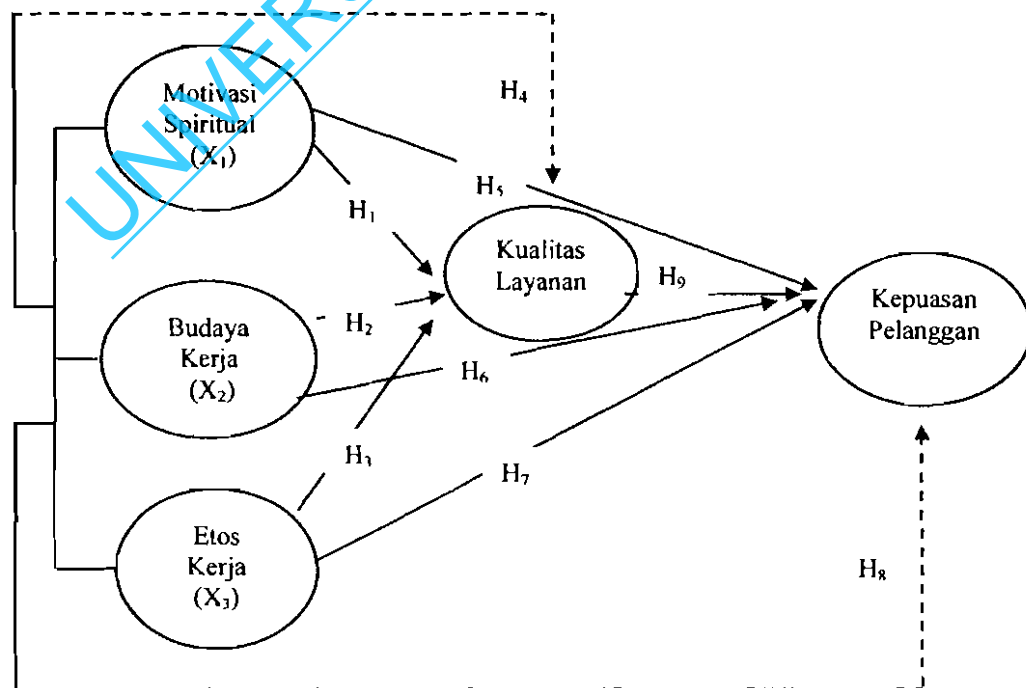 UNIVER
H₄
Motivasi
Spiritual
(X₁)
H₅
H₁
Kualitas
Layanan
H₉
Kepuasan
Pelanggan
Budaya
Kerja
(X₂)
H₂
H₆
H₃
H₇
Etos
Kerja
(X₃)
H₈